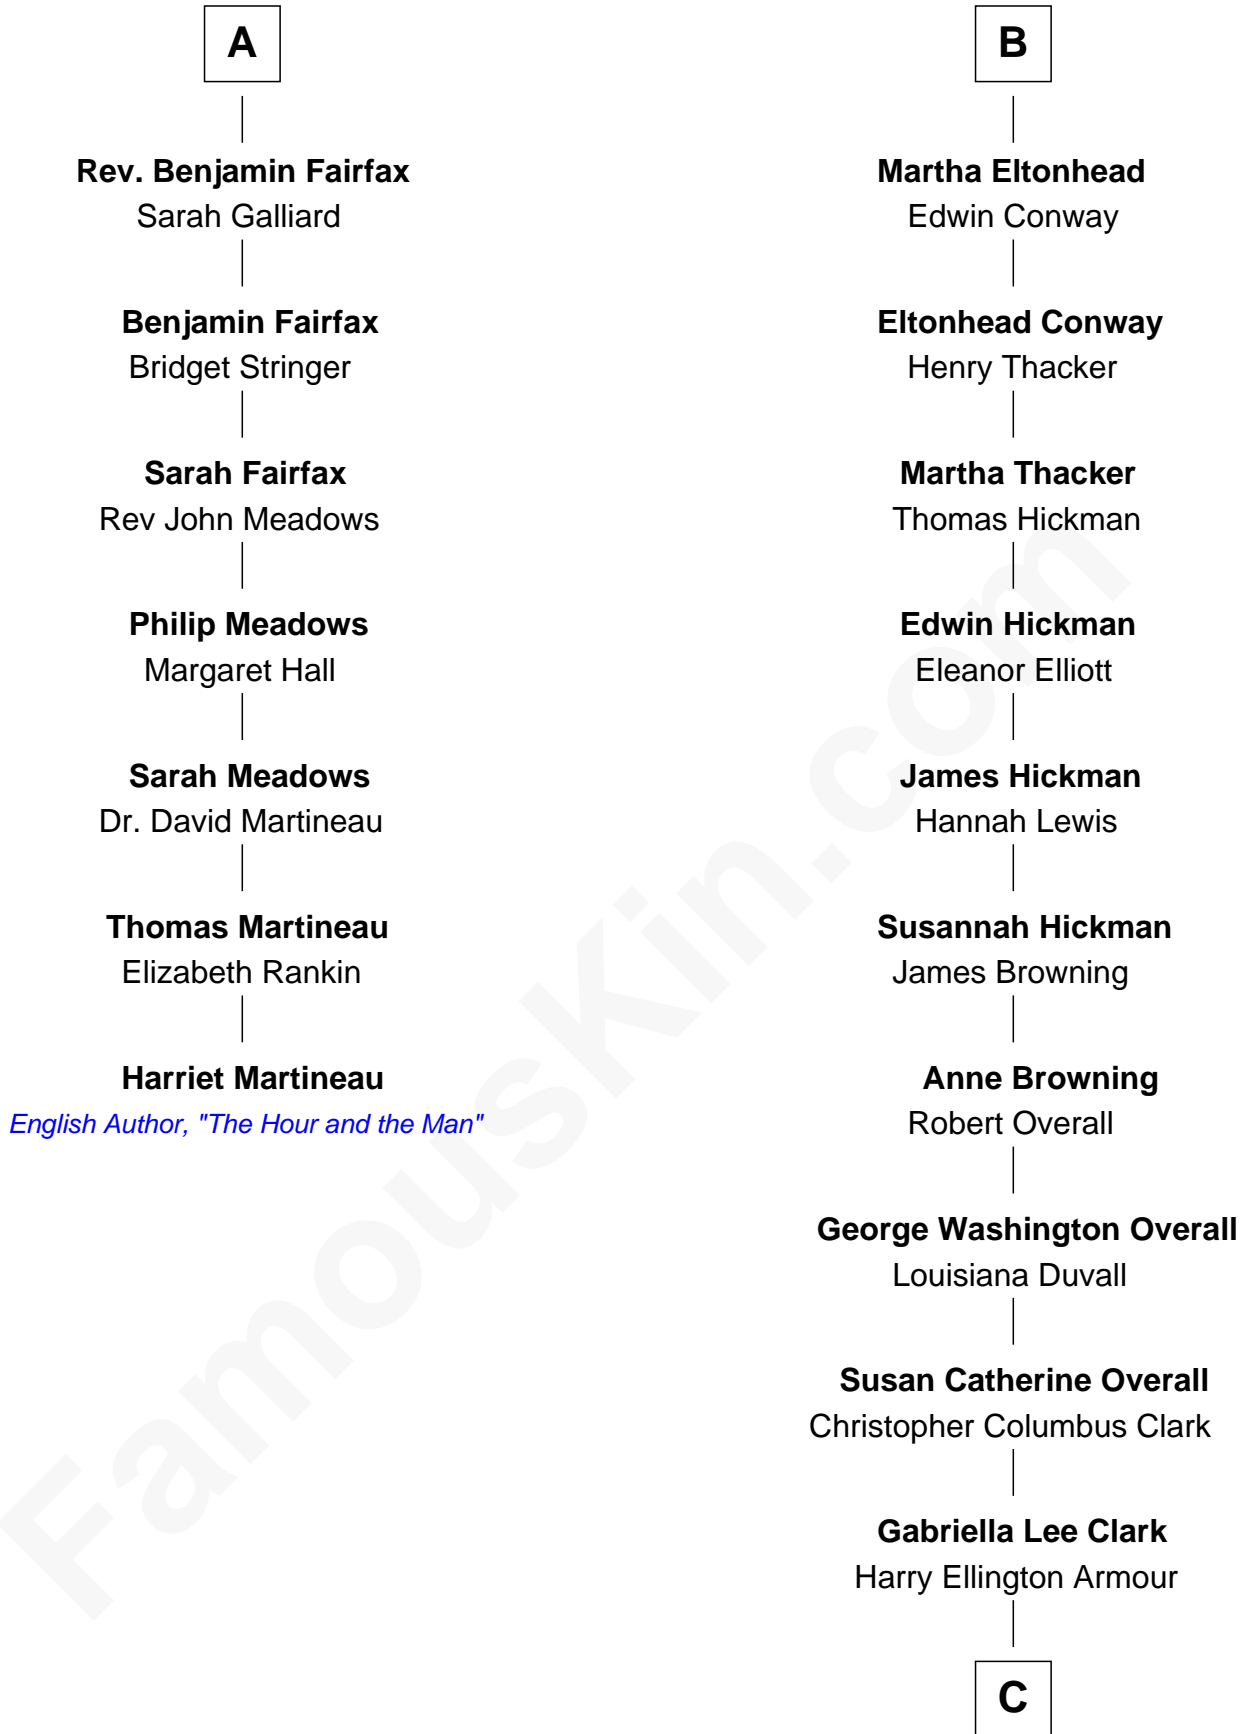 A
Rev. Benjamin Fairfax
Sarah Galliard
Benjamin Fairfax
Bridget Stringer
Sarah Fairfax
Rev John Meadows
Philip Meadows
Margaret Hall
Sarah Meadows
Dr. David Martineau
Thomas Martineau
Elizabeth Rankin
Harriet Martineau
English Author, "The Hour and the Man"
B
Martha Eltonhead
Edwin Conway
Eltonhead Conway
Henry Thacker
Martha Thacker
Thomas Hickman
Edwin Hickman
Eleanor Elliott
James Hickman
Hannah Lewis
Susannah Hickman
James Browning
Anne Browning
Robert Overall
George Washington Overall
Louisiana Duvall
Susan Catherine Overall
Christopher Columbus Clark
Gabriella Lee Clark
Harry Ellington Armour
C
FamousKin.com